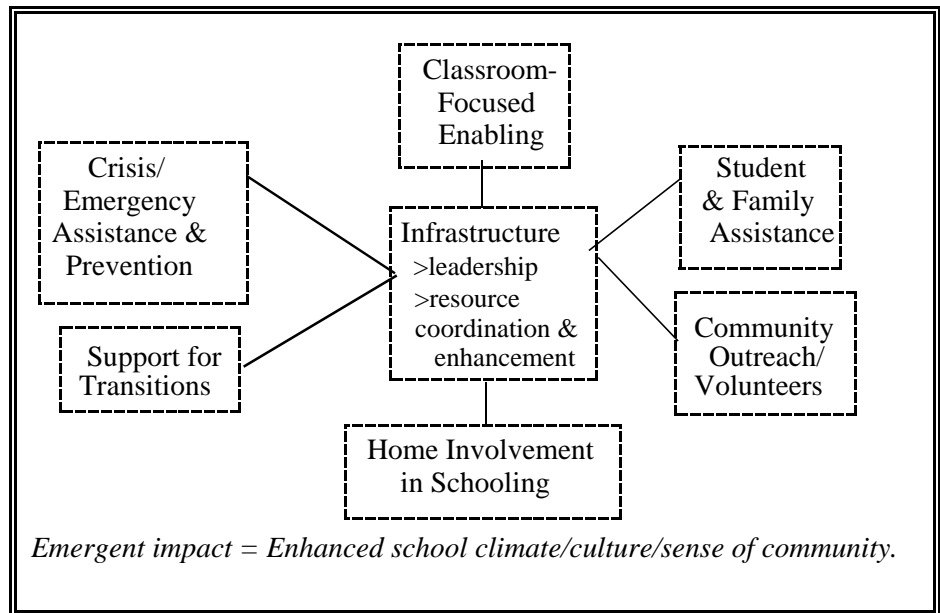 Classroom-
Focused
Enabling
Crisis/
Emergency
Assistance &
Prevention
Student
& Family
Assistance
Infrastructure
>leadership
>resource
coordination &
enhancement
Support for
Transitions
Community
Outreach/
Volunteers
Home Involvement
in Schooling
Emergent impact = Enhanced school climate/culture/sense of community.